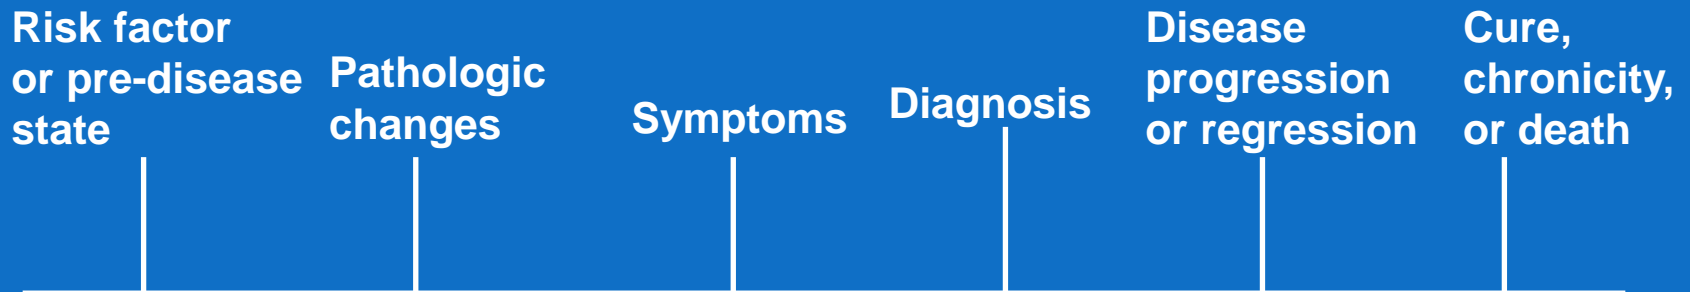 Risk factor
or pre-disease
state
Pathologic
changes
Symptoms
Diagnosis
Disease
progression
or regression
Cure,
chronicity,
or death